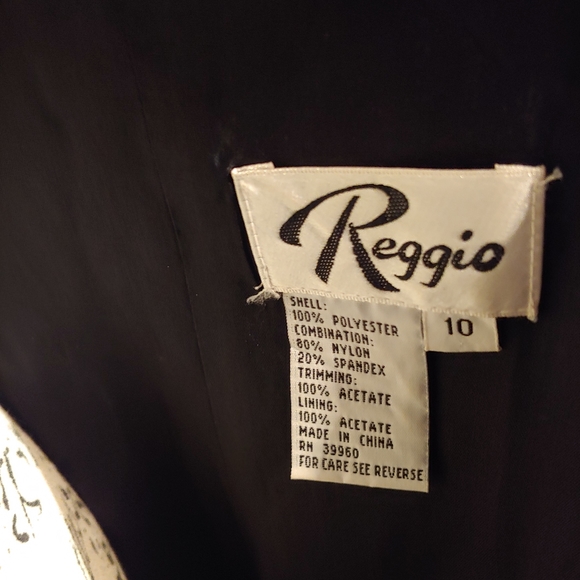 Reggio
10
SHELL:
100% POLYESTER
COMBINATION:
80% NYLON
20% SPANDEX
TRIMMING:
100% ACETATE
LINING:
100% ACETATE
MADE IN CHINA
RN 39960
FOR CARE SEE REVERSE